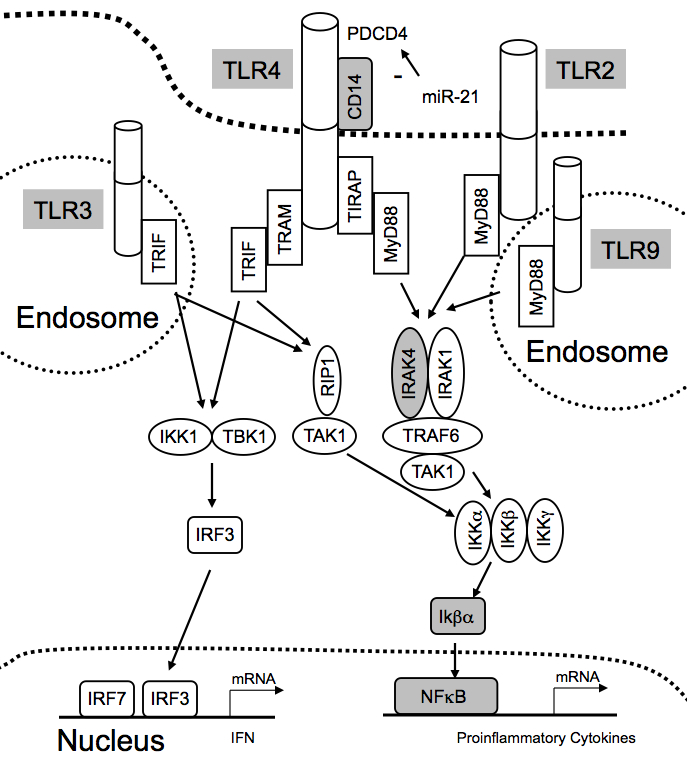 PDCD4
TLR4
CD14
-
miR-21
TLR2
TLR3
TRIF
TRIF
TRAM
TIRAP
MyD88
MyD88
MyD88
TLR9
Endosome
Endosome
RIP1
IRAK4
IRAK1
IKK1
TBK1
TAK1
TRAF6
TAK1
IKKα
IKKβ
IKKγ
IRF3
Ikβα
IRF7
IRF3
mRNA
NFκB
mRNA
Nucleus
IFN
Proinflammatory Cytokines